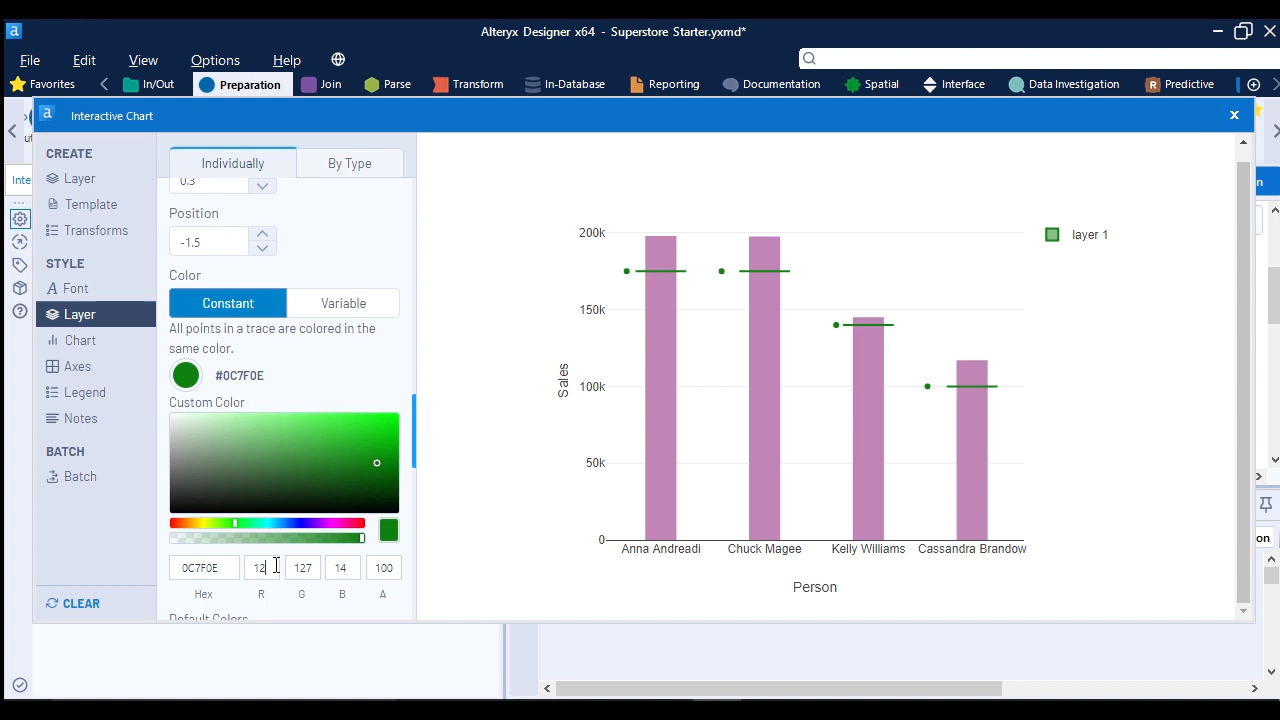 a
Alteryx Designer x64 - Superstore Starter.yxmd*
File Edit View Options Help
Favorites In/Out Preparation Join Parse Transform In-Database Reporting Documentation Spatial Interface Data Investigation Predictive
a Interactive Chart x
CREATE
Layer
Template
Transforms
STYLE
Font
Layer
Chart
Axes
Legend
Notes
BATCH
Batch
CLEAR
Individually By Type
0.3
Position
-1.5
Color
Constant Variable
All points in a trace are colored in the
same color.
#0C7F0E
Custom Color
0C7F0E 12 127 14 100
Hex R G B A
Default Colors
200k
150k
100k
50k
0
Sales
Anna Andreadi Chuck Magee Kelly Williams Cassandra Brandow
Person
layer 1
Inte
on